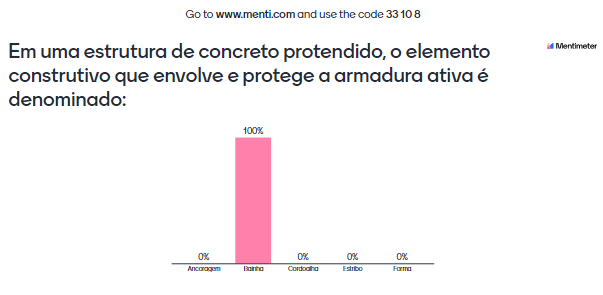 Go to www.menti.com and use the code 33 10 8
Mentimeter
Em uma estrutura de concreto protendido, o elemento
construtivo que envolve e protege a armadura ativa é
denominado:
100%
0% 0% 0% 0%
Ancoragem Bainha Cordoalha Estribo Forma